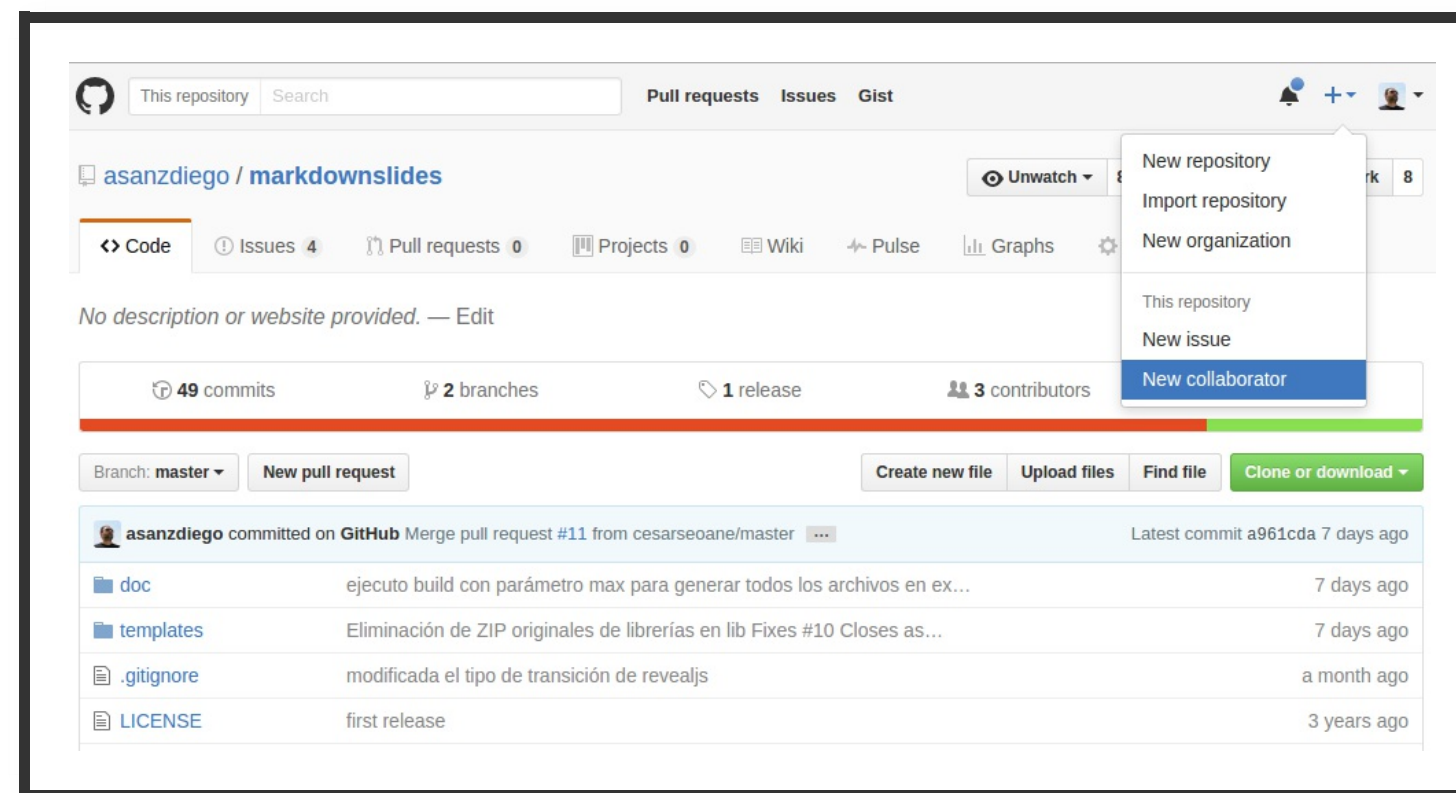 This repository Search Pull requests Issues Gist
asanzdiego / markdownslides Unwatch 8
New repository
rk 8
Import repository
New organization
Code Issues 4 Pull requests 0 Projects 0 Wiki Pulse Graphs
This repository
No description or website provided. — Edit
New issue
New collaborator
49 commits 2 branches 1 release 3 contributors
Branch: master New pull request Create new file Upload files Find file Clone or download
asanzdiego committed on GitHub Merge pull request #11 from cesarseoane/master ... Latest commit a961cda 7 days ago
doc ejecuto build con parámetro max para generar todos los archivos en ex… 7 days ago
templates Eliminación de ZIP originales de librerías en lib Fixes #10 Closes as… 7 days ago
.gitignore modificada el tipo de transición de revealjs a month ago
LICENSE first release 3 years ago